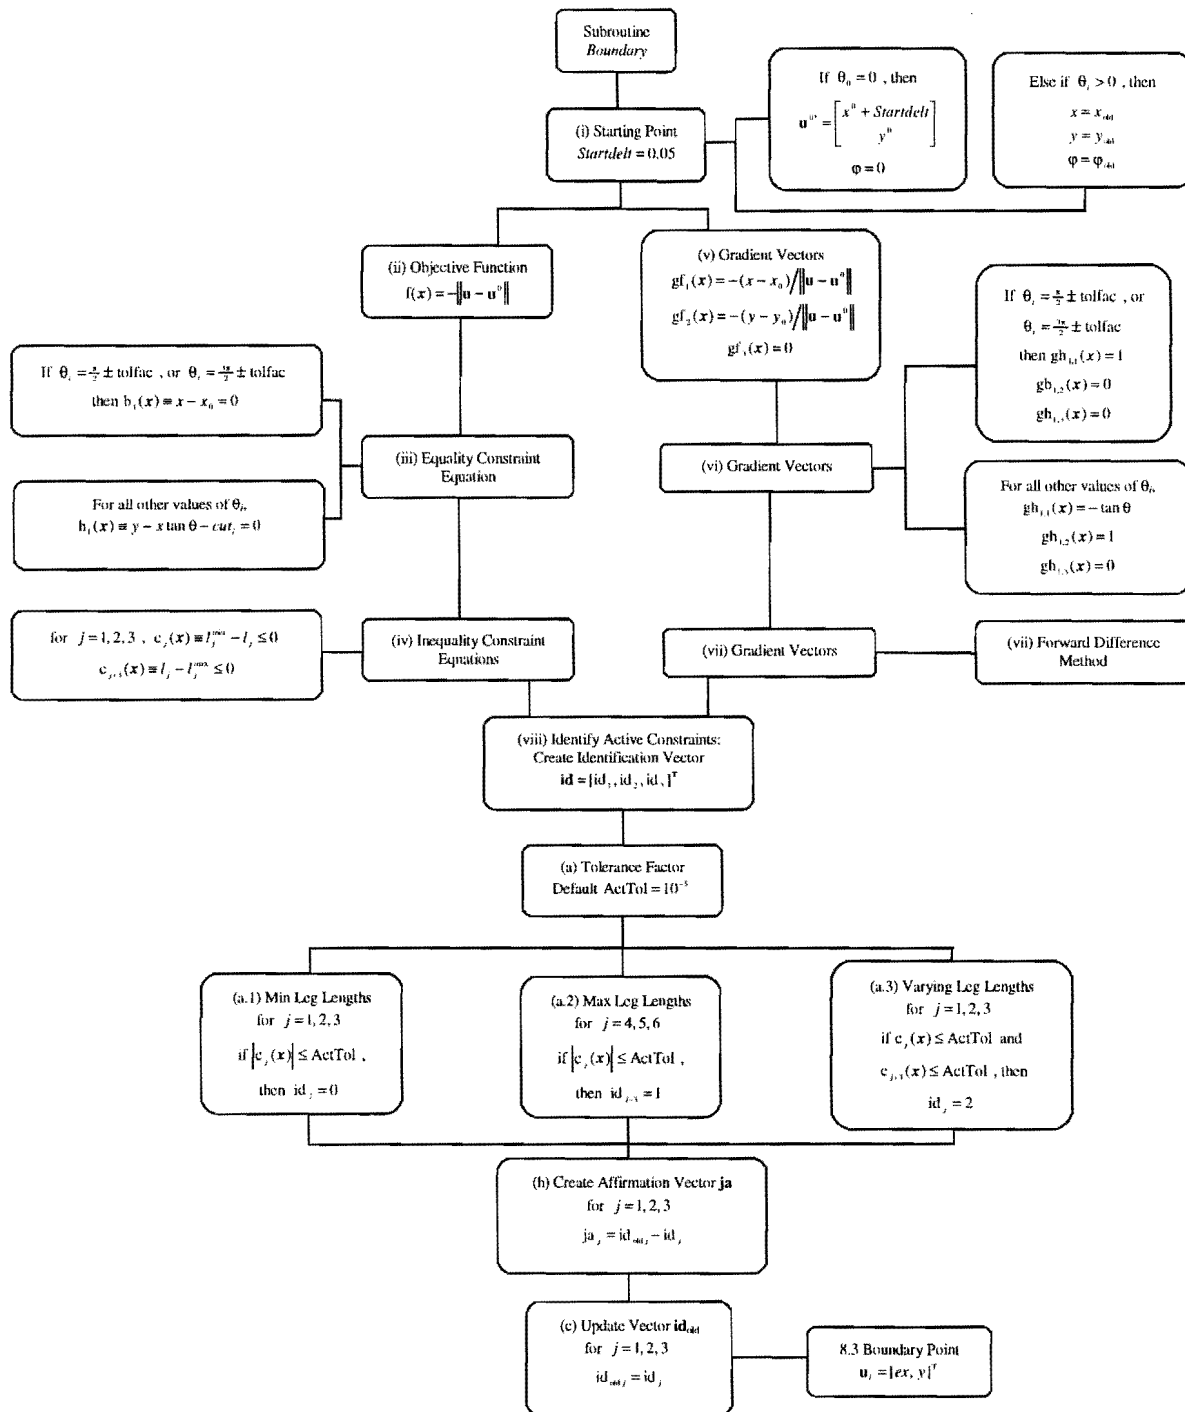 Subroutine
Boundary
(i) Starting Point
Startdelt = 0.05
If θ₀ = 0 , then
u⁰' = [x⁰ + Startdelt
y⁰]
φ = 0
Else if θᵢ > 0 , then
x = x_old
y = y_old
φ = φ_old
(ii) Objective Function
f(x) = -‖u - u⁰‖
(v) Gradient Vectors
gf₁(x) = -(x - x₀)/‖u - u⁰‖
gf₂(x) = -(y - y₀)/‖u - u⁰‖
gf₃(x) = 0
If θᵢ = π/2 ± tolfac , or θᵢ = 3π/2 ± tolfac
then h₁(x) ≡ x - x₀ = 0
(iii) Equality Constraint
Equation
For all other values of θᵢ,
h₁(x) ≡ y - x tan θ - cutᵢ = 0
If θᵢ = π/2 ± tolfac , or
θᵢ = 3π/2 ± tolfac
then gh₁,₁(x) = 1
gh₁,₂(x) = 0
gh₁,₃(x) = 0
(vi) Gradient Vectors
For all other values of θᵢ,
gh₁,₁(x) = - tan θ
gh₁,₂(x) = 1
gh₁,₃(x) = 0
for j = 1, 2, 3 , cⱼ(x) ≡ lⱼ^min - lⱼ ≤ 0
cⱼ₊₃(x) ≡ lⱼ - lⱼ^max ≤ 0
(iv) Inequality Constraint
Equations
(vii) Gradient Vectors
(vii) Forward Difference
Method
(viii) Identify Active Constraints:
Create Identification Vector
id = [id₁, id₂, id₃]ᵀ
(a) Tolerance Factor
Default ActTol = 10⁻⁵
(a.1) Min Leg Lengths
for j = 1, 2, 3
if |cⱼ(x)| ≤ ActTol ,
then idⱼ = 0
(a.2) Max Leg Lengths
for j = 4, 5, 6
if |cⱼ(x)| ≤ ActTol ,
then idⱼ₋₃ = 1
(a.3) Varying Leg Lengths
for j = 1, 2, 3
if cⱼ(x) ≤ ActTol and
cⱼ₊₃(x) ≤ ActTol , then
idⱼ = 2
(b) Create Affirmation Vector ja
for j = 1, 2, 3
jaⱼ = id_old j - idⱼ
(c) Update Vector id_old
for j = 1, 2, 3
id_old j = idⱼ
8.3 Boundary Point
uᵢ = [ex, y]ᵀ